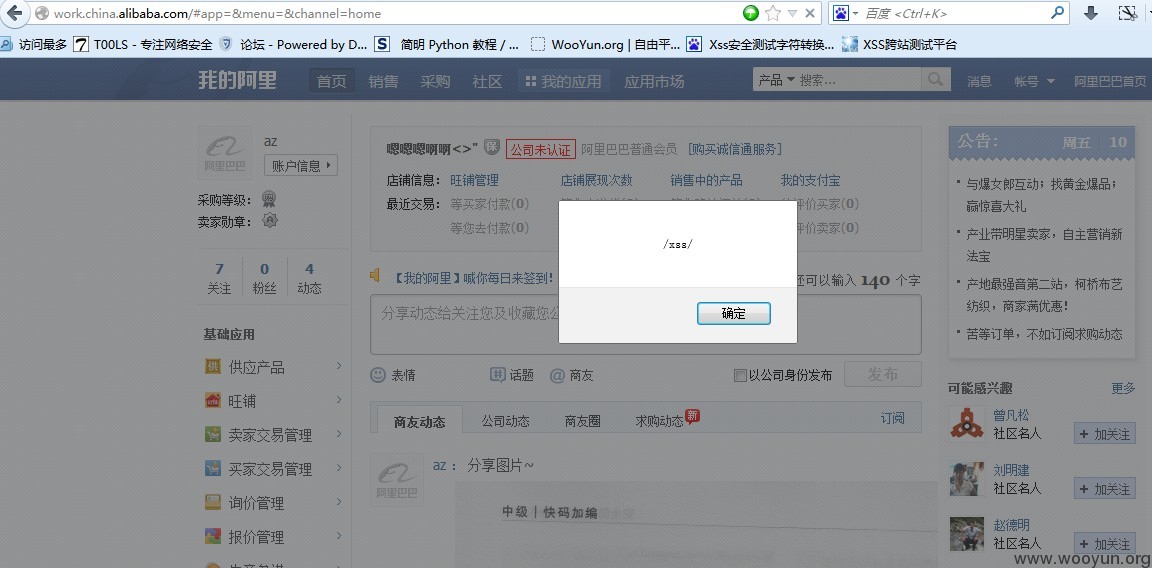 work.china.alibaba.com/#app=&menu=&channel=home
百度 <Ctrl+K>
访问最多 T00LS - 专注网络安全 论坛 - Powered by D... 简明 Python 教程 / ... WooYun.org | 自由平... Xss安全测试字符转换... XSS跨站测试平台
我的阿里 首页 销售 采购 社区 我的应用 应用市场 产品 搜索... 消息 帐号 阿里巴巴首页
阿里巴巴
az
账户信息
采购等级：
卖家勋章：
7 0 4
关注 粉丝 动态
基础应用
供应产品
旺铺
卖家交易管理
买家交易管理
询价管理
报价管理
嗯嗯嗯啊啊<>" 保 公司未认证 阿里巴巴普通会员 [购买诚信通服务]
店铺信息： 旺铺管理 店铺展现次数 销售中的产品 我的支付宝
最近交易： 等买家付款(0)
评价买家(0)
等您去付款(0)
评价卖家(0)
/xss/
确定
【我的阿里】喊你每日来签到！ 还可以输入 140 个字
分享动态给关注您及收藏您公
表情 话题 @ 商友 以公司身份发布 发布
商友动态 公司动态 商友圈 求购动态 新 订阅
阿里巴巴
az： 分享图片~
中级丨快码加编
公告： 周五 10
与爆女郎互动；找黄金爆品；
赢惊喜大礼
产业带明星卖家，自主营销新
法宝
产地最强音第二站，柯桥布艺
纺织，商家满优惠！
苦等订单，不如订阅求购动态
可能感兴趣 更多
曾凡松
社区名人 + 加关注
刘明建
社区名人 + 加关注
赵德明
社区名人 + 加关注
www.wooyun.org